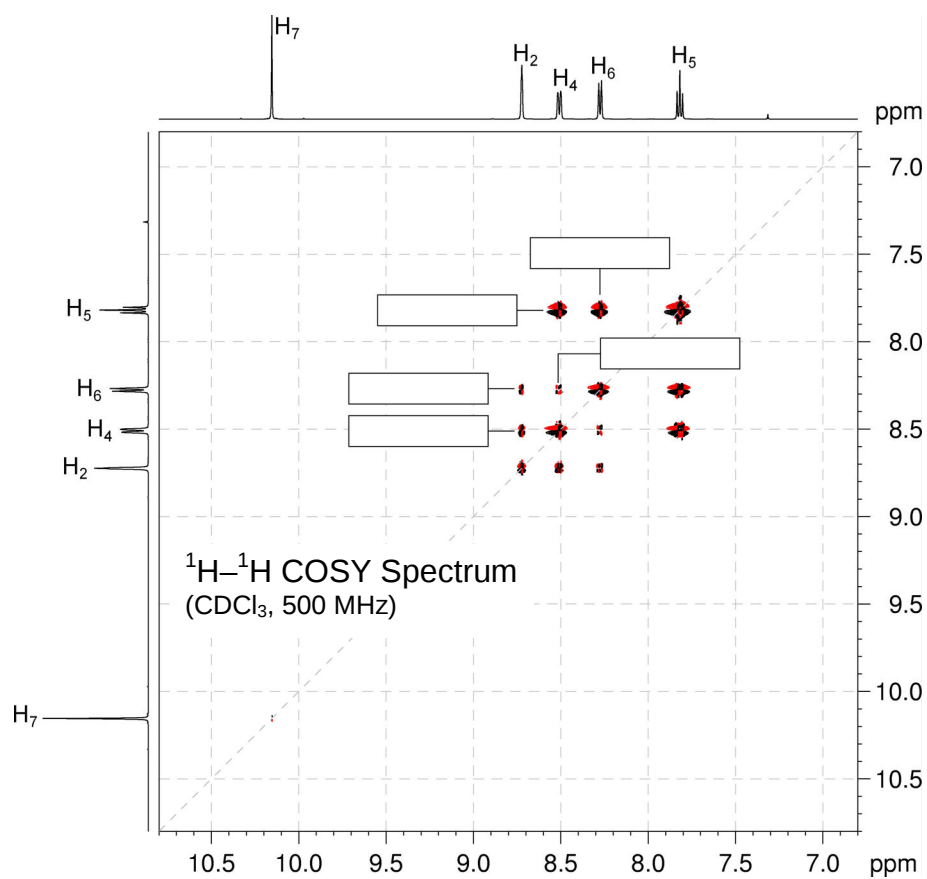 H₇
H₂
H₄
H₆
H₅
ppm
7.0
7.5
H₅
8.0
H₆
H₄
8.5
H₂
9.0
¹H–¹H COSY Spectrum
(CDCl₃, 500 MHz)
9.5
10.0
H₇
10.5
10.5 10.0 9.5 9.0 8.5 8.0 7.5 7.0 ppm